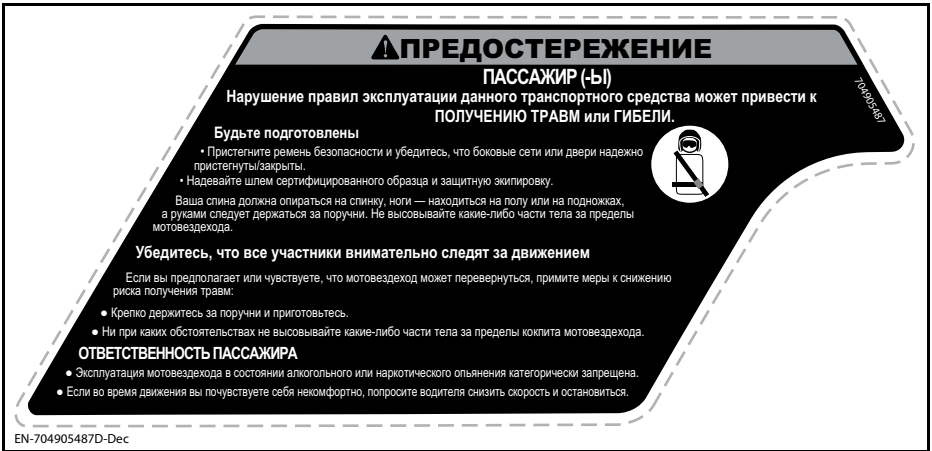 ПРЕДОСТЕРЕЖЕНИЕ
ПАССАЖИР (-Ы)
704905487
Нарушение правил эксплуатации данного транспортного средства может привести к
ПОЛУЧЕНИЮ ТРАВМ или ГИБЕЛИ.
Будьте подготовлены
• Пристегните ремень безопасности и убедитесь, что боковые сети или двери надежно
пристегнуты/закрыты.
• Надевайте шлем сертифицированного образца и защитную экипировку.
Ваша спина должна опираться на спинку, ноги — находиться на полу или на подножках,
а руками следует держаться за поручни. Не высовывайте какие-либо части тела за пределы
мотовездехода.
Убедитесь, что все участники внимательно следят за движением
Если вы предполагает или чувствуете, что мотовездеход может перевернуться, примите меры к снижению
риска получения травм:
● Крепко держитесь за поручни и приготовьтесь.
● Ни при каких обстоятельствах не высовывайте какие-либо части тела за пределы кокпита мотовездехода.
ОТВЕТСТВЕННОСТЬ ПАССАЖИРА
● Эксплуатация мотовездехода в состоянии алкогольного или наркотического опьянения категорически запрещена.
● Если во время движения вы почувствуете себя некомфортно, попросите водителя снизить скорость и остановиться.
EN-704905487D-Dec